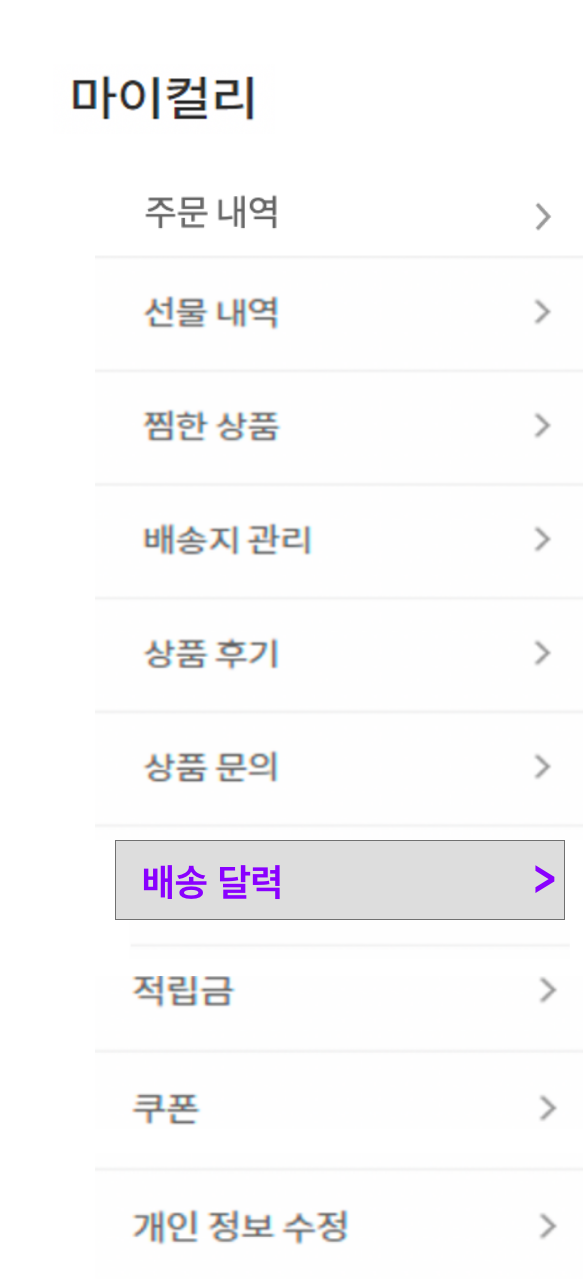 마이컬리
주문 내역 >
선물 내역 >
찜한 상품 >
배송지 관리 >
상품 후기 >
상품 문의 >
배송 달력 >
적립금 >
쿠폰 >
개인 정보 수정 >